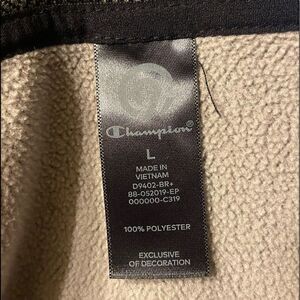 Champion
L
MADE IN
VIETNAM
D9402-BR+
88-052019-EP
000000-C319
100% POLYESTER
EXCLUSIVE
OF DECORATION